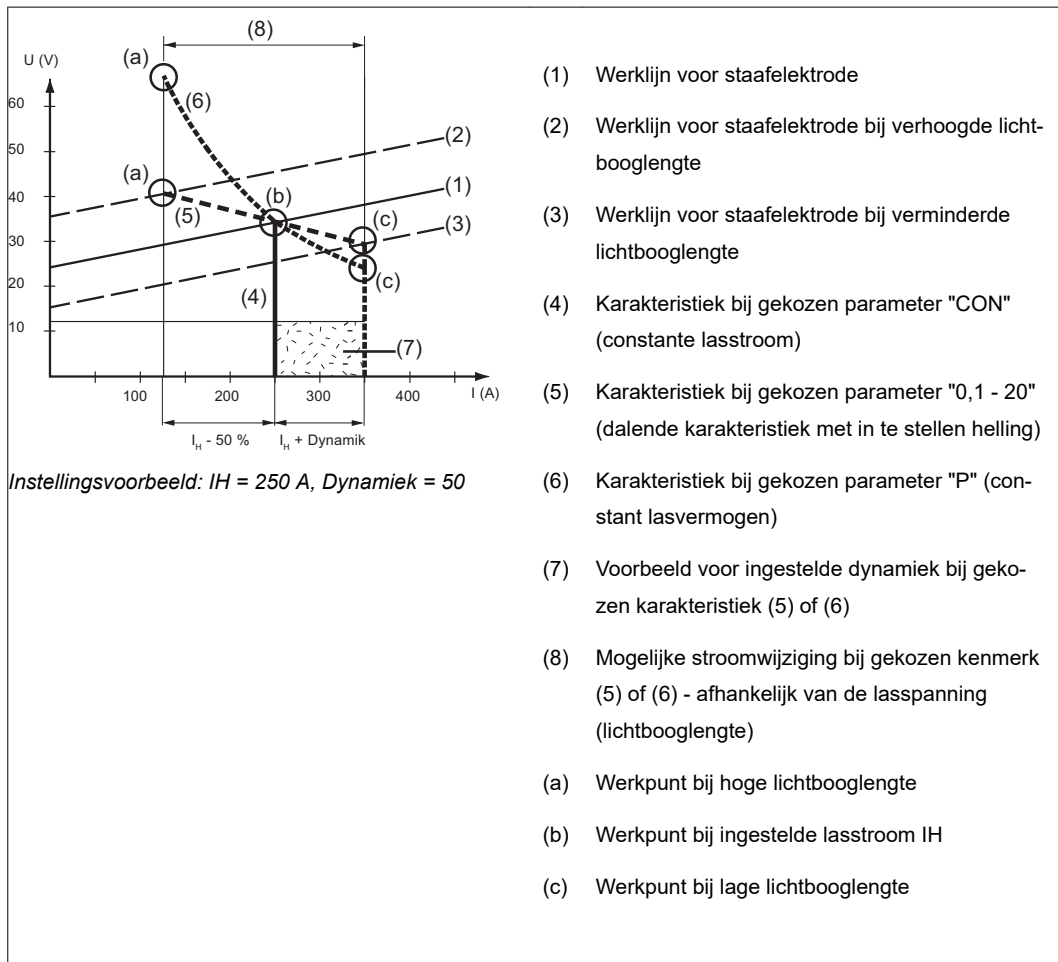 (8)
U (V)
(a)
(6)
60
50
(2)
(a)
40
(b)
(1)
(5)
30
(c)
(3)
20
(c)
(4)
10
(7)
100
200
300
400
I (A)
I_H - 50 %
I_H + Dynamik
Instellingsvoorbeeld: IH = 250 A, Dynamiek = 50
(1) Werklijn voor staafelektrode
(2) Werklijn voor staafelektrode bij verhoogde licht-
booglengte
(3) Werklijn voor staafelektrode bij verminderde
lichtbooglengte
(4) Karakteristiek bij gekozen parameter "CON"
(constante lasstroom)
(5) Karakteristiek bij gekozen parameter "0,1 - 20"
(dalende karakteristiek met in te stellen helling)
(6) Karakteristiek bij gekozen parameter "P" (con-
stant lasvermogen)
(7) Voorbeeld voor ingestelde dynamiek bij geko-
zen karakteristiek (5) of (6)
(8) Mogelijke stroomwijziging bij gekozen kenmerk
(5) of (6) - afhankelijk van de lasspanning
(lichtbooglengte)
(a) Werkpunt bij hoge lichtbooglengte
(b) Werkpunt bij ingestelde lasstroom IH
(c) Werkpunt bij lage lichtbooglengte